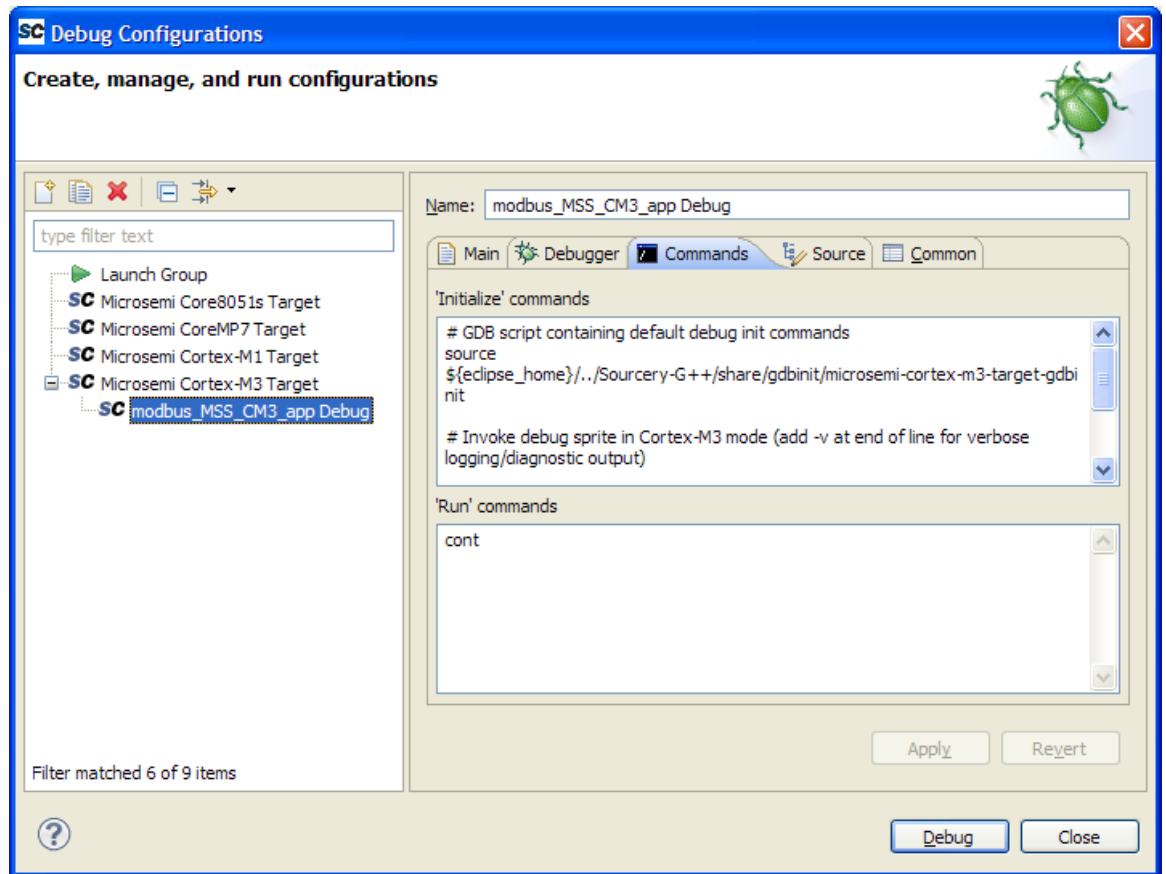 SC Debug Configurations
Create, manage, and run configurations
type filter text
Launch Group
SC Microsemi Core8051s Target
SC Microsemi CoreMP7 Target
SC Microsemi Cortex-M1 Target
SC Microsemi Cortex-M3 Target
SC modbus_MSS_CM3_app Debug
Filter matched 6 of 9 items
Name: modbus_MSS_CM3_app Debug
Main Debugger Commands Source Common
'Initialize' commands
# GDB script containing default debug init commands
source
${eclipse_home}/../Sourcery-G++/share/gdbinit/microsemi-cortex-m3-target-gdbi
nit
# Invoke debug sprite in Cortex-M3 mode (add -v at end of line for verbose
logging/diagnostic output)
'Run' commands
cont
Apply Revert
? Debug Close